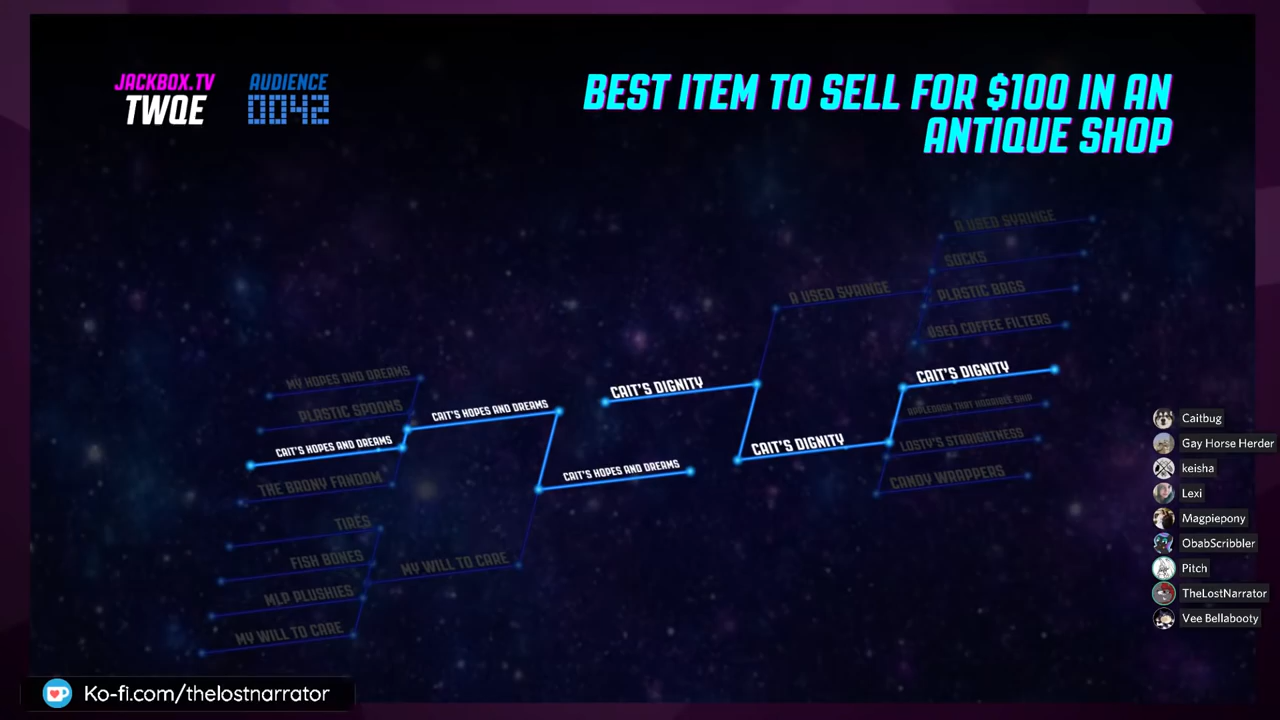 JACKBOX.TV
TWQE
AUDIENCE
0042
BEST ITEM TO SELL FOR $100 IN AN
ANTIQUE SHOP
MY HOPES AND DREAMS
PLASTIC SPOONS
CAIT'S HOPES AND DREAMS
THE BRONY FANDOM
TIRES
FISH BONES
MLP PLUSHIES
MY WILL TO CARE
CAIT'S HOPES AND DREAMS
MY WILL TO CARE
CAIT'S DIGNITY
CAIT'S HOPES AND DREAMS
A USED SYRINGE
CAIT'S DIGNITY
A USED SYRINGE
SOCKS
PLASTIC BAGS
USED COFFEE FILTERS
CAIT'S DIGNITY
APPLEDASH THAT HORRIBLE SHIP
LOSTY'S STRAIGHTNESS
CANDY WRAPPERS
Caitbug
Gay Horse Herder
keisha
Lexi
Magpiepony
ObabScribbler
Pitch
TheLostNarrator
Vee Bellabooty
Ko-fi.com/thelostnarrator